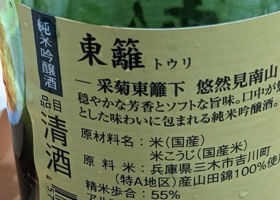 純米吟醸酒
東籬 トウリ
― 采菊東籬下 悠然見南山
穏やかな芳香とソフトな旨味。口中が
とした味わいに包まれる純米吟醸酒。
品目 清酒
原材料名：米（国産）
米こうじ（国産米）
原料米：兵庫県三木市吉川町
（特A地区）産山田錦100%使
精米歩合：55%